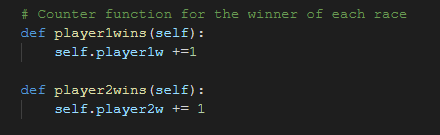 # Counter function for the winner of each race
def player1wins(self):
    self.player1w +=1

def player2wins(self):
    self.player2w += 1